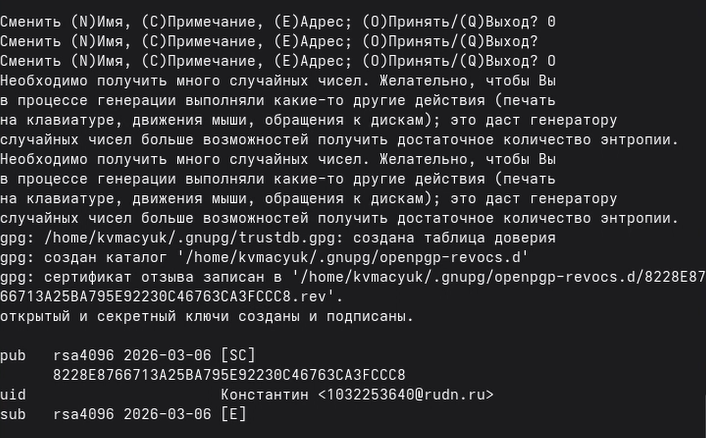 Сменить (N)Имя, (C)Примечание, (E)Адрес; (O)Принять/(Q)Выход? 0
Сменить (N)Имя, (C)Примечание, (E)Адрес; (O)Принять/(Q)Выход?
Сменить (N)Имя, (C)Примечание, (E)Адрес; (O)Принять/(Q)Выход? O
Необходимо получить много случайных чисел. Желательно, чтобы Вы
в процессе генерации выполняли какие-то другие действия (печать
на клавиатуре, движения мыши, обращения к дискам); это даст генератору
случайных чисел больше возможностей получить достаточное количество энтропии.
Необходимо получить много случайных чисел. Желательно, чтобы Вы
в процессе генерации выполняли какие-то другие действия (печать
на клавиатуре, движения мыши, обращения к дискам); это даст генератору
случайных чисел больше возможностей получить достаточное количество энтропии.
gpg: /home/kvmacyuk/.gnupg/trustdb.gpg: создана таблица доверия
gpg: создан каталог '/home/kvmacyuk/.gnupg/openpgp-revocs.d'
gpg: сертификат отзыва записан в '/home/kvmacyuk/.gnupg/openpgp-revocs.d/8228E87
66713A25BA795E92230C46763CA3FCCC8.rev'.
открытый и секретный ключи созданы и подписаны.
pub   rsa4096 2026-03-06 [SC]
8228E8766713A25BA795E92230C46763CA3FCCC8
uid                 Константин <1032253640@rudn.ru>
sub   rsa4096 2026-03-06 [E]